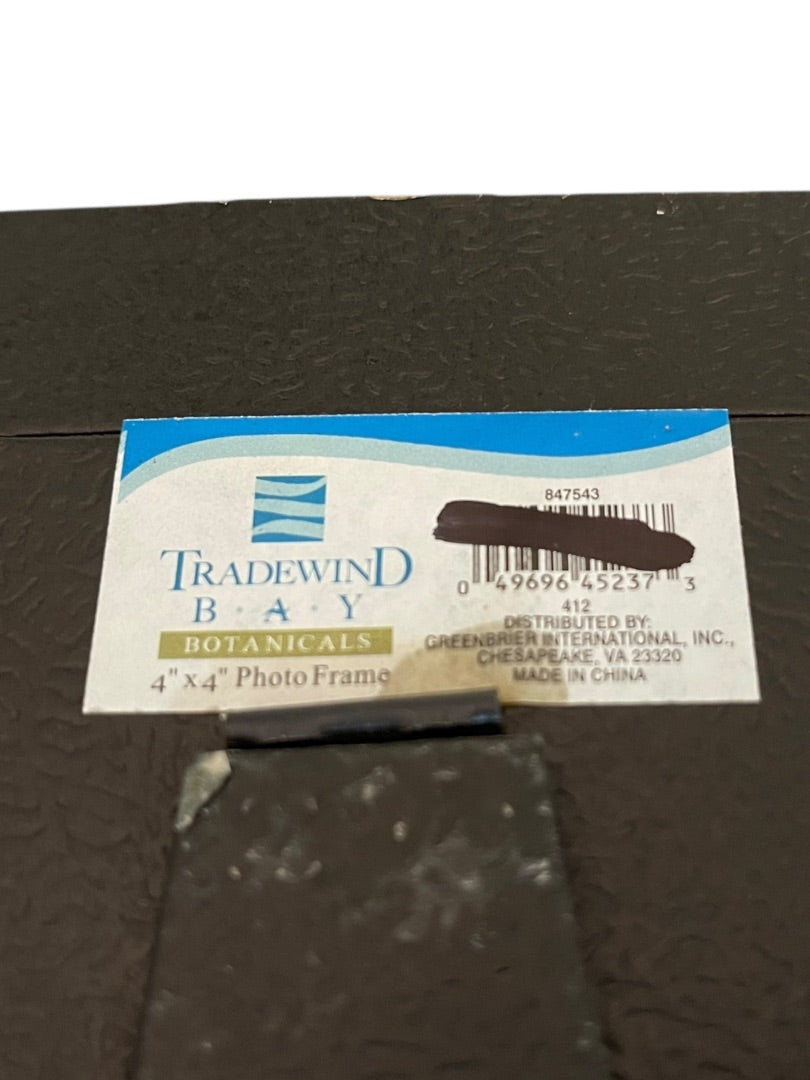 TRADEWIND
B · A · Y
BOTANICALS
4" x 4" Photo Frame
847543
0 49696 45237 3
412
DISTRIBUTED BY:
GREENBRIER INTERNATIONAL, INC.,
CHESAPEAKE, VA 23320
MADE IN CHINA